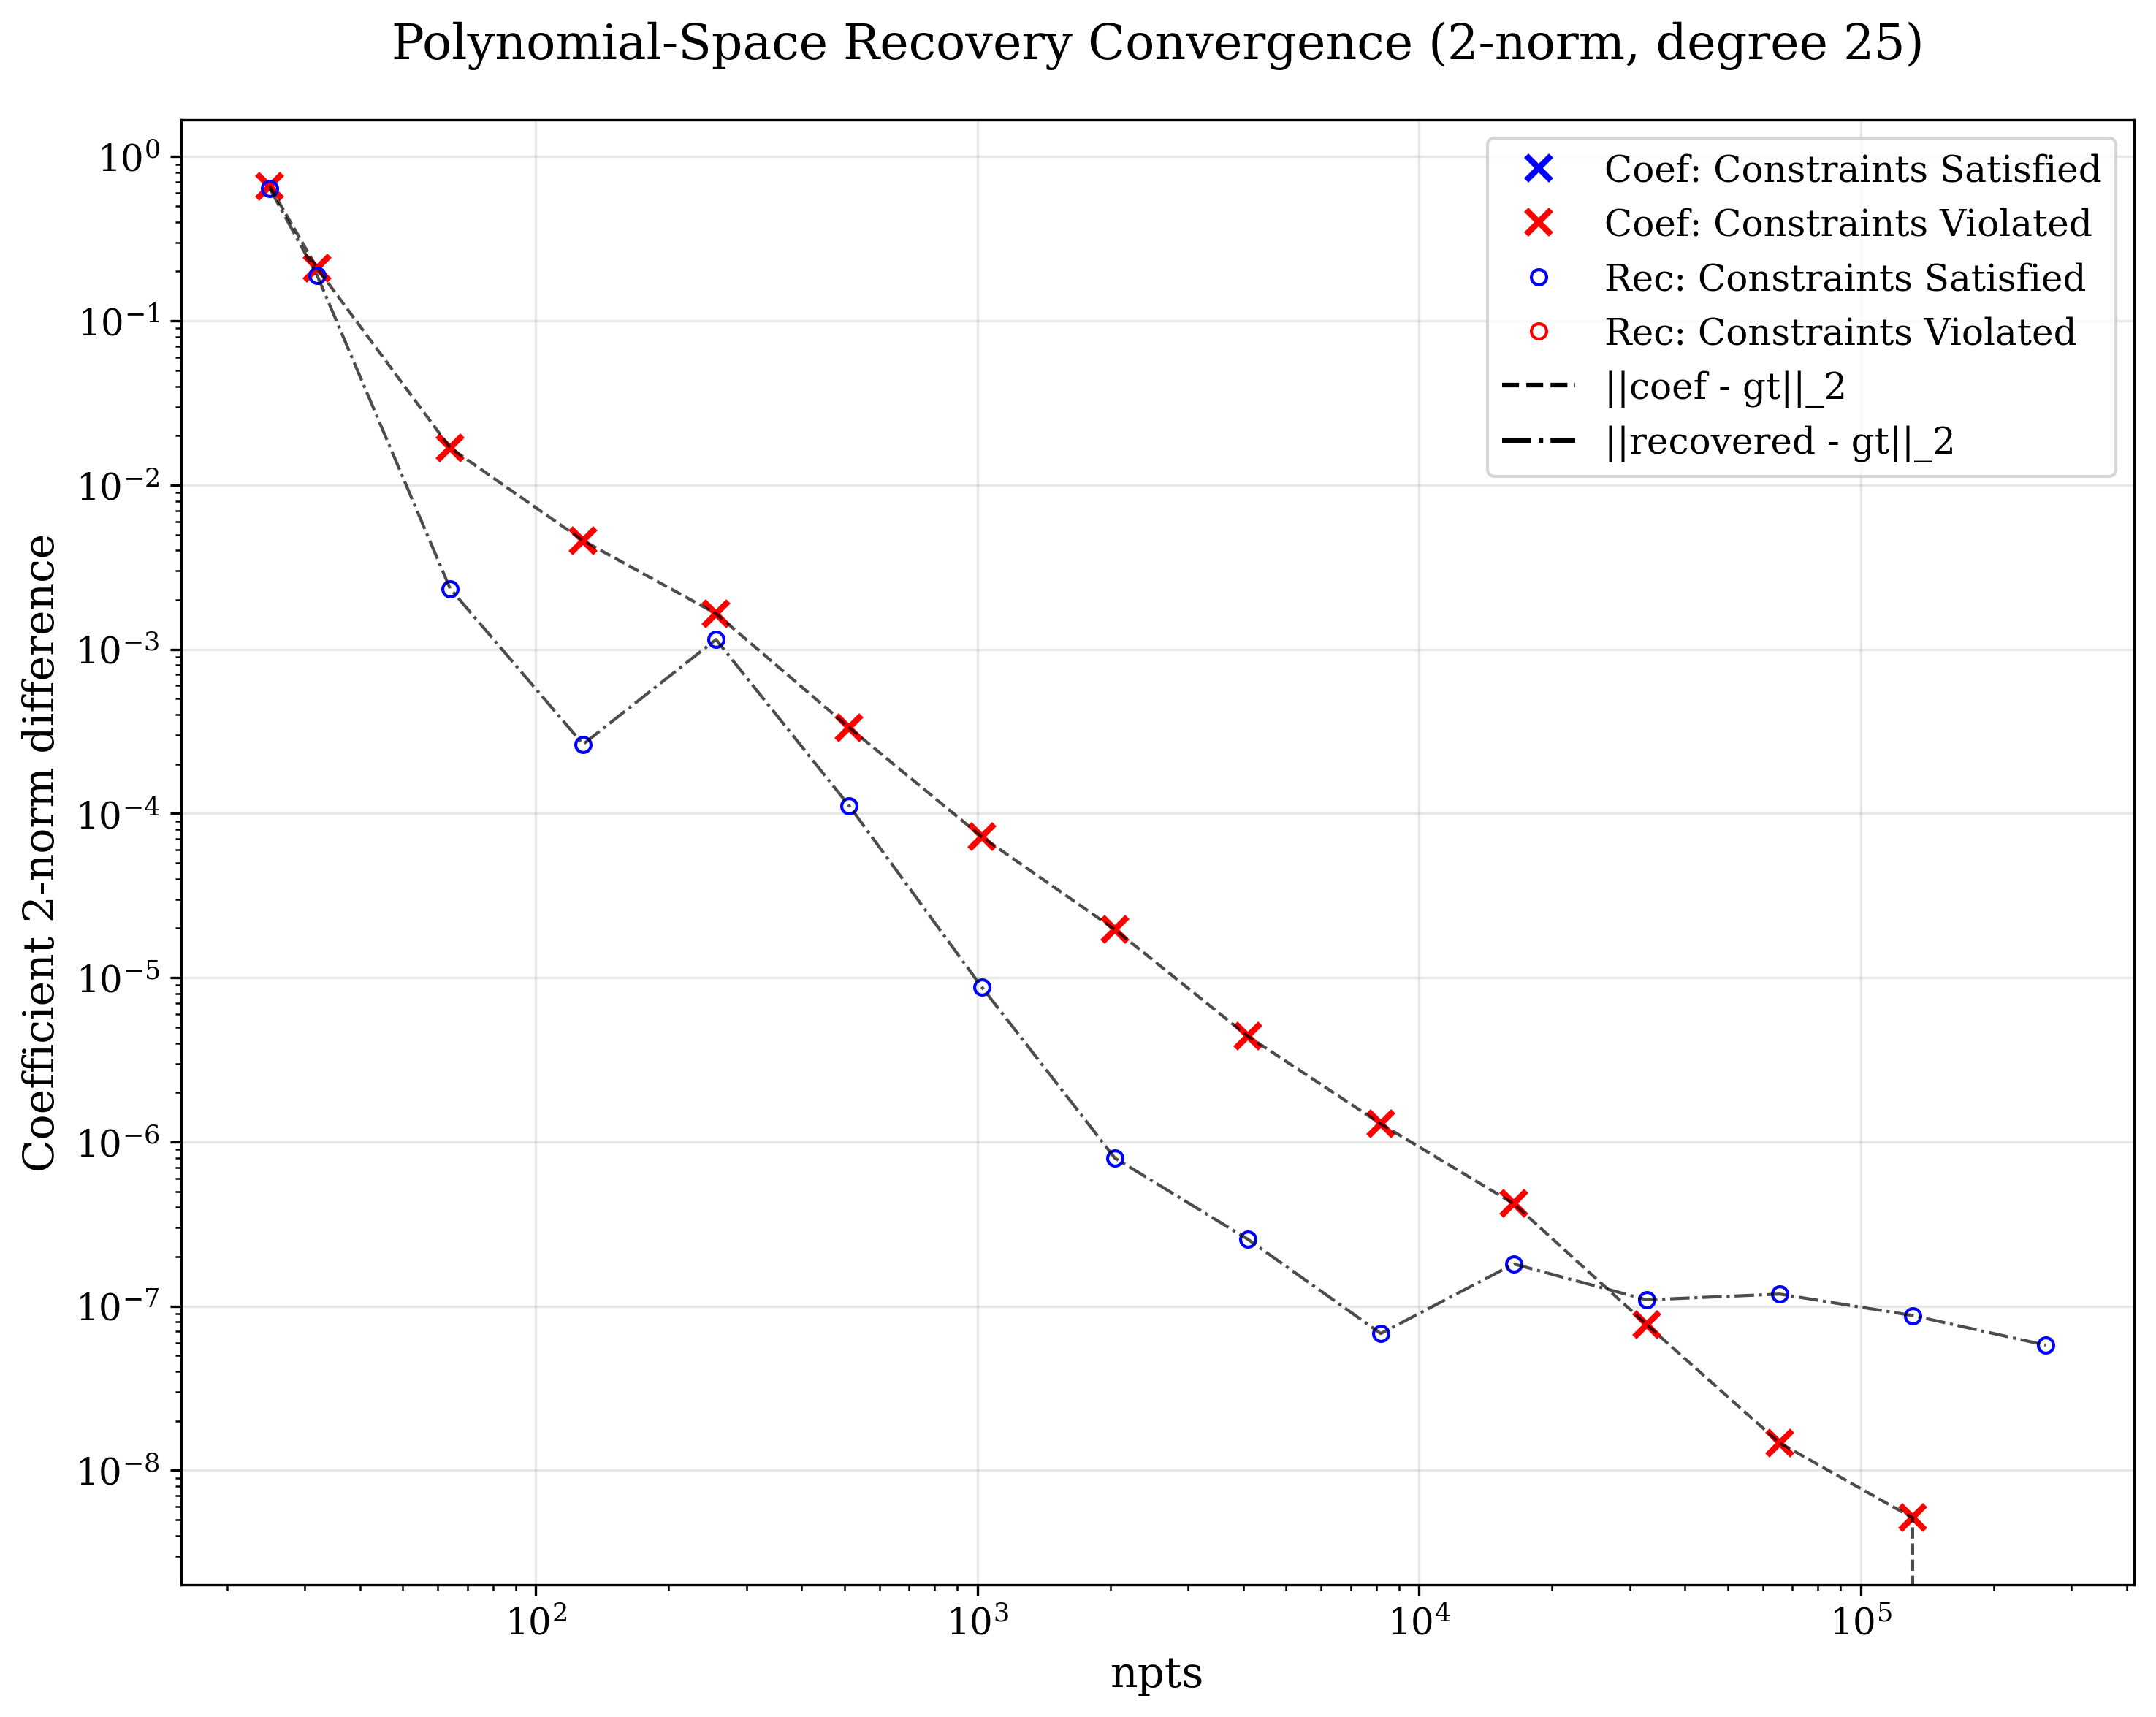 Polynomial-Space Recovery Convergence (2-norm, degree 25)
Coefficient 2-norm difference
10⁰
10⁻¹
10⁻²
10⁻³
10⁻⁴
10⁻⁵
10⁻⁶
10⁻⁷
10⁻⁸
Coef: Constraints Satisfied
Coef: Constraints Violated
Rec: Constraints Satisfied
Rec: Constraints Violated
||coef - gt||_2
||recovered - gt||_2
10² 10³ 10⁴ 10⁵
npts